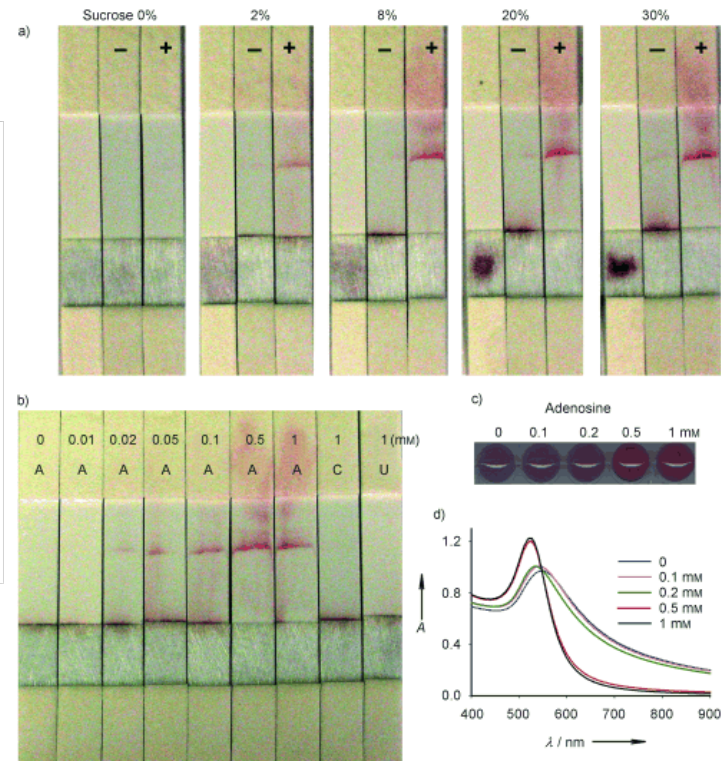 Sucrose 0% 2% 8% 20% 30%
a)
− + − + − + − + − +
b)
0 0.01 0.02 0.05 0.1 0.5 1 1 1 (mM)
A A A A A A A C U
c)
Adenosine
0 0.1 0.2 0.5 1 mM
d)
1.2
0.8
A
0.4
0.0
400 500 600 700 800 900
λ / nm
0
0.1 mM
0.2 mM
0.5 mM
1 mM